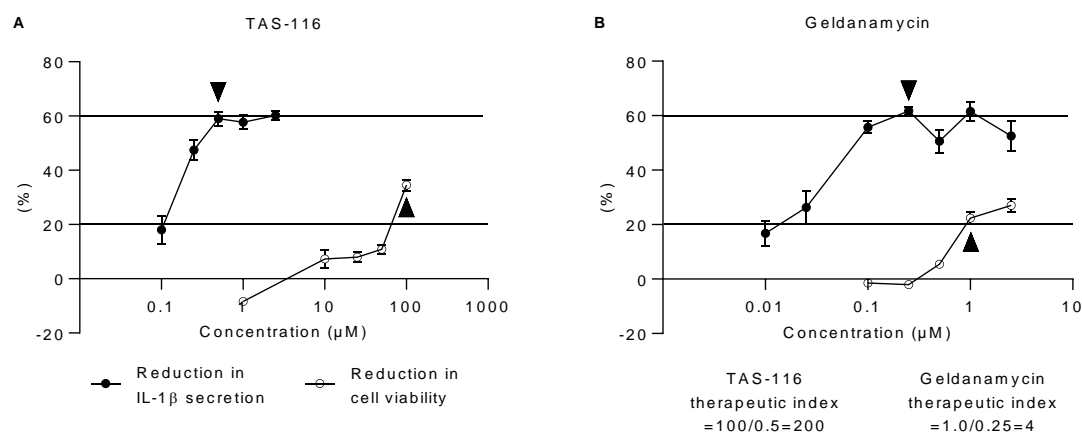 A
TAS-116
80
60
40
20
0
-20
(%)
0.1
10
100
1000
Concentration (µM)
Reduction in
IL-1β secretion
Reduction in
cell viability
B
Geldanamycin
80
60
40
20
0
-20
(%)
0.01
0.1
1
10
Concentration (µM)
TAS-116
therapeutic index
=100/0.5=200
Geldanamycin
therapeutic index
=1.0/0.25=4